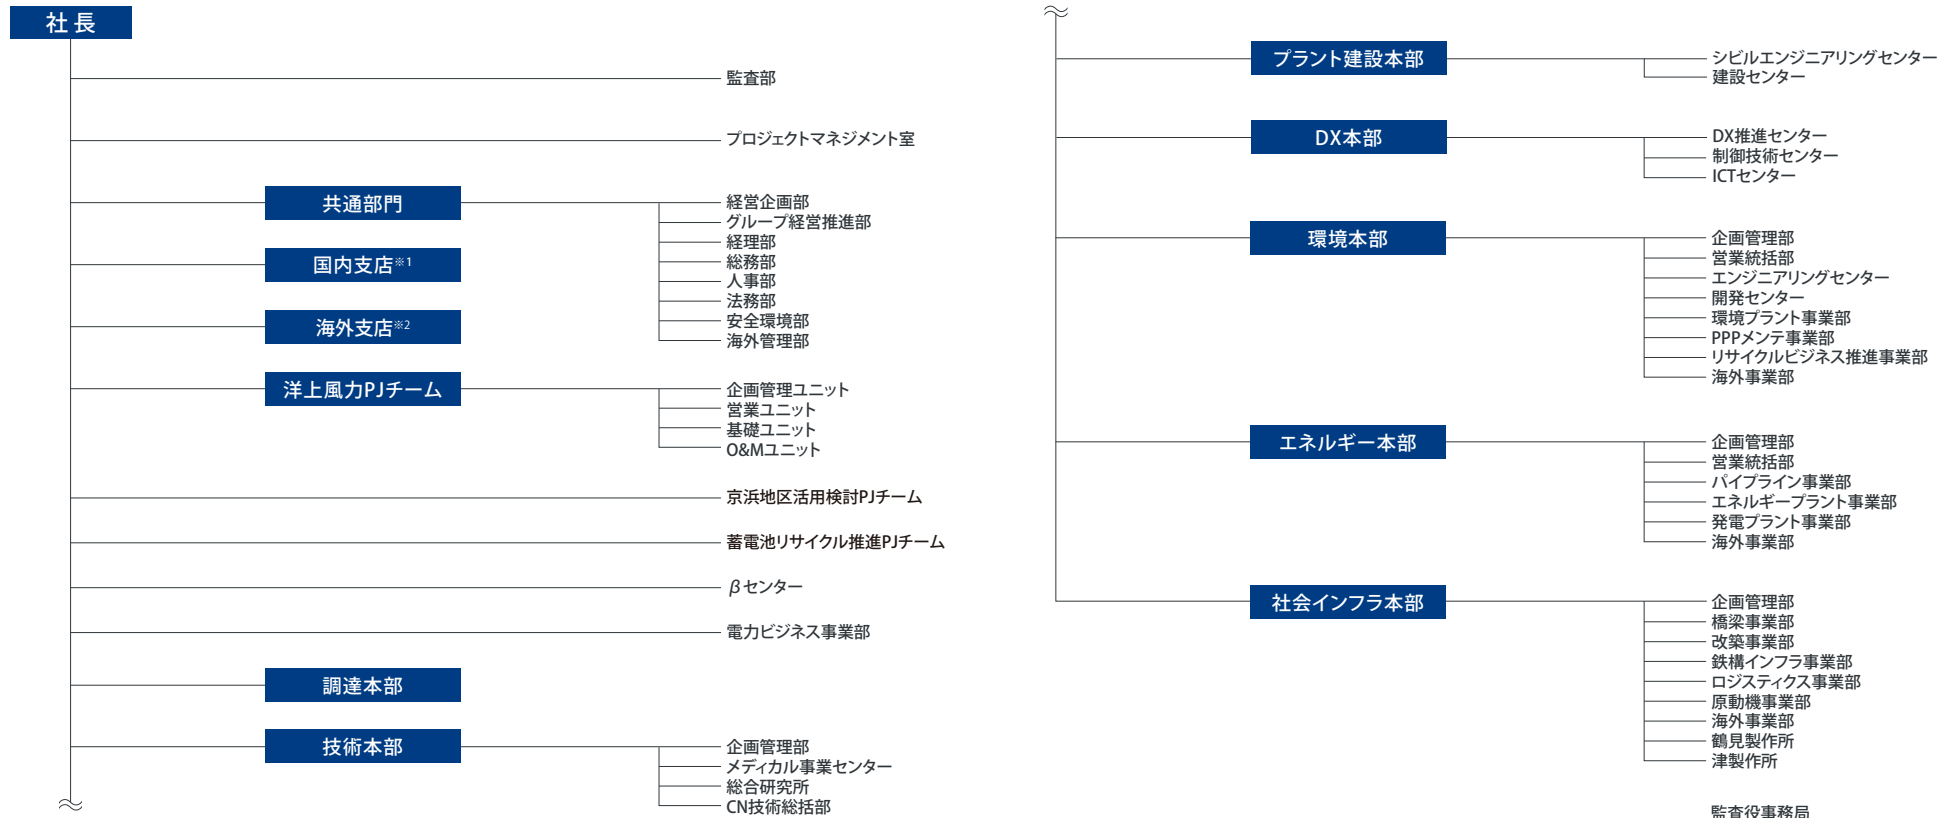 社長
監査部
プロジェクトマネジメント室
共通部門
経営企画部
グループ経営推進部
経理部
総務部
人事部
法務部
安全環境部
海外管理部
国内支店※1
海外支店※2
洋上風力PJチーム
企画管理ユニット
営業ユニット
基礎ユニット
O&Mユニット
京浜地区活用検討PJチーム
蓄電池リサイクル推進PJチーム
βセンター
電力ビジネス事業部
調達本部
技術本部
企画管理部
メディカル事業センター
総合研究所
CN技術総括部
プラント建設本部
シビルエンジニアリングセンター
建設センター
DX本部
DX推進センター
制御技術センター
ICTセンター
環境本部
企画管理部
営業統括部
エンジニアリングセンター
開発センター
環境プラント事業部
PPPメンテ事業部
リサイクルビジネス推進事業部
海外事業部
エネルギー本部
企画管理部
営業統括部
パイプライン事業部
エネルギープラント事業部
発電プラント事業部
海外事業部
社会インフラ本部
企画管理部
橋梁事業部
改築事業部
鉄構インフラ事業部
ロジスティクス事業部
原動機事業部
海外事業部
鶴見製作所
津製作所
監査役事務局